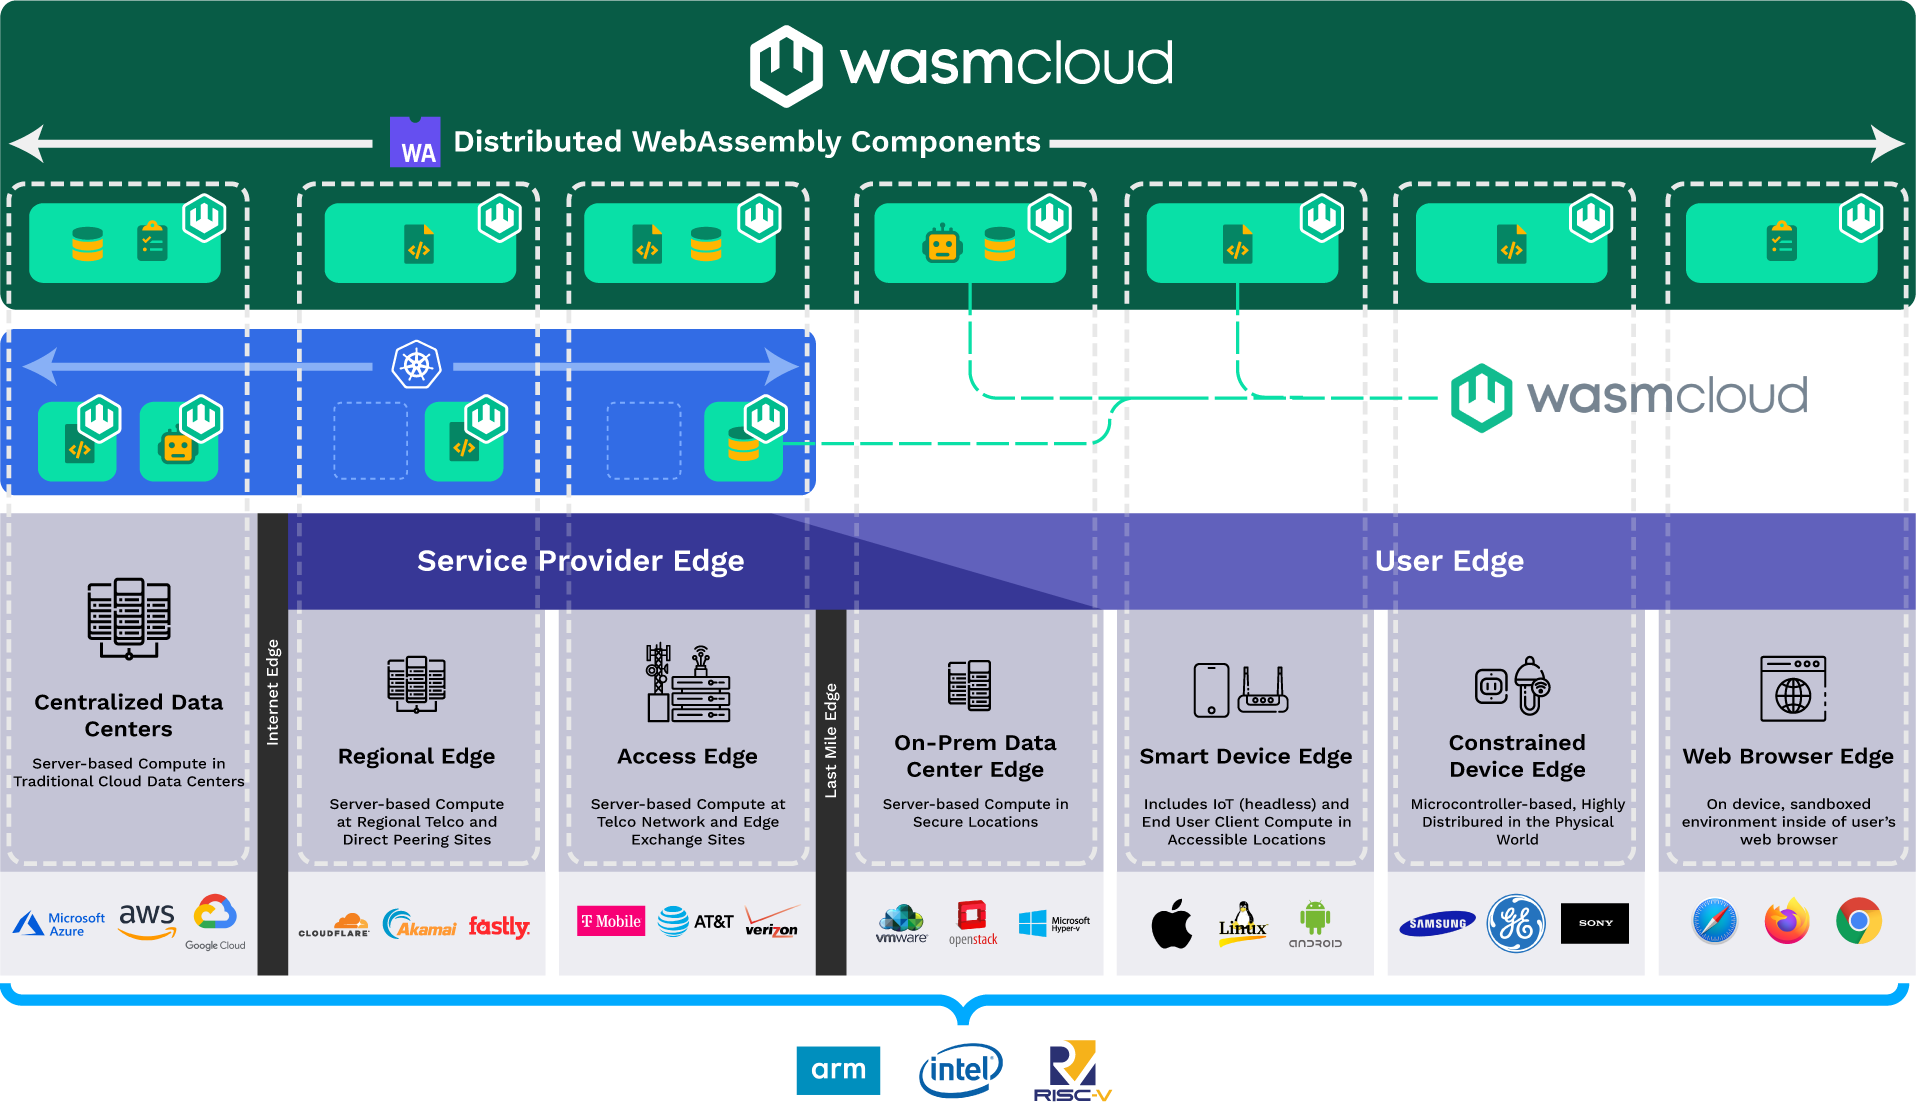 wasmcloud
WA
Distributed WebAssembly Components
</>
</>
</>
</>
</>
</>
wasmcloud
Service Provider Edge
User Edge
Internet Edge
Last Mile Edge
Centralized Data
Centers
Server-based Compute in
Traditional Cloud Data Centers
Regional Edge
Server-based Compute
at Regional Telco and
Direct Peering Sites
Access Edge
Server-based Compute at
Telco Network and Edge
Exchange Sites
On-Prem Data
Center Edge
Server-based Compute in
Secure Locations
Smart Device Edge
Includes IoT (headless) and
End User Client Compute in
Accessible Locations
Constrained
Device Edge
Microcontroller-based, Highly
Distribured in the Physical
World
Web Browser Edge
On device, sandboxed
environment inside of user's
web browser
Microsoft
Azure
aws
Google Cloud
CLOUDFLARE
Akamai
fastly
T Mobile
AT&T
verizon
vmware
openstack
Microsoft
Hyper-v
Linux
ANDROID
SAMSUNG
GE
SONY
arm
intel
RISC-V